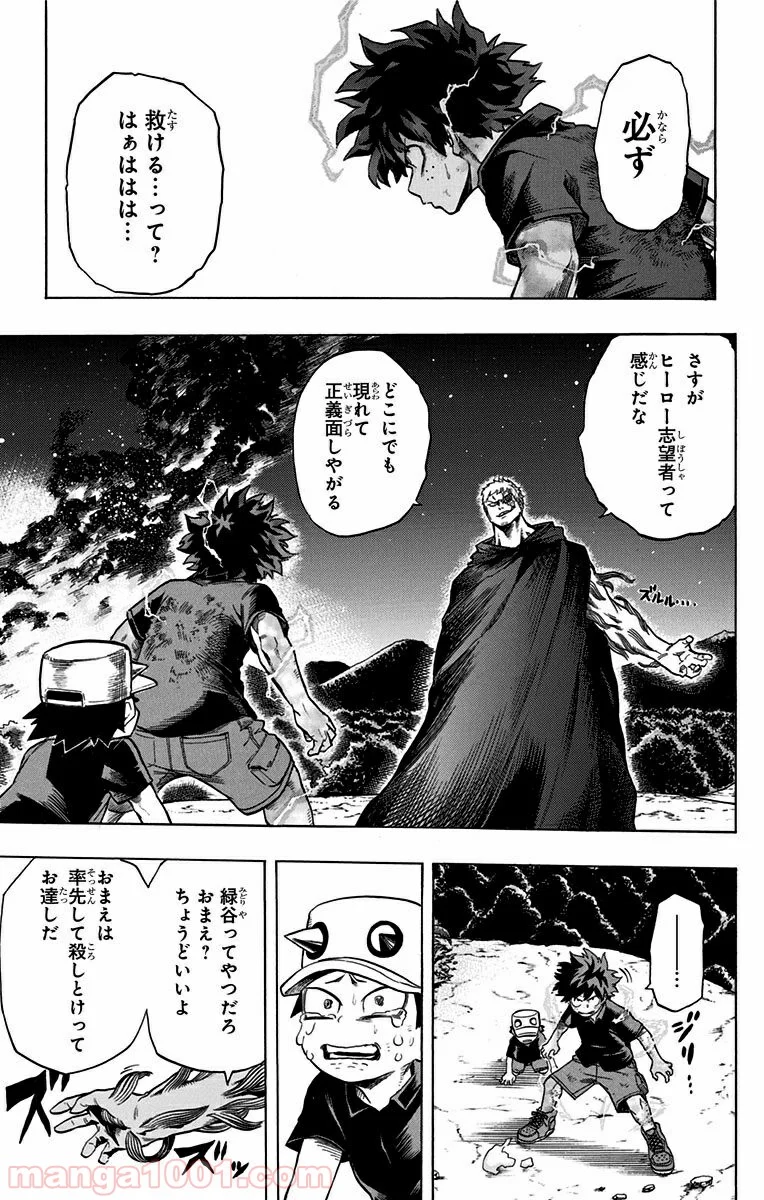 必ず
救ける…って?
はぁははは…
さすが
ヒーロー志望者って
感じだな
どこにでも
現れて
正義面しやがる
ズルル・・・・
――…
緑谷ってやつだろ
おまえ?
ちょうどいいよ
おまえは
率先して殺しとけって
お達しだ
ズズ
ズズッ
manga1001.com